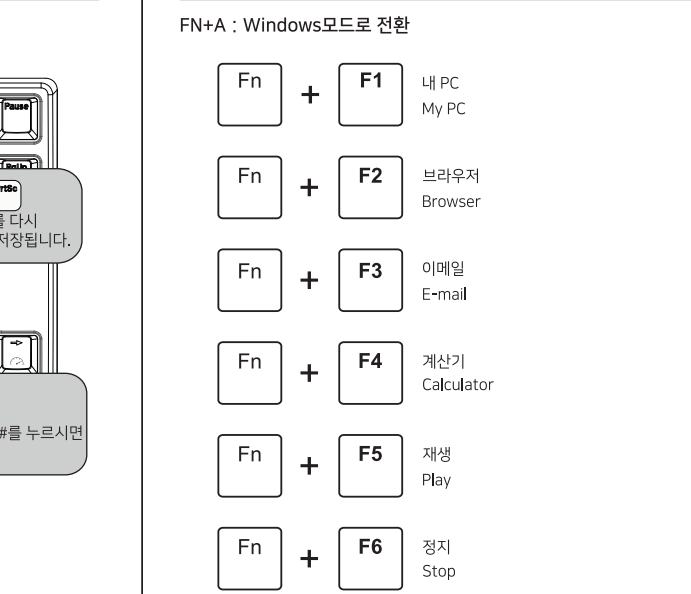 Pause
PgUp
를 다시
저장됩니다.
#를 누르시면
FN+A : Windows모드로 전환
Fn + F1 내 PC
My PC
Fn + F2 브라우저
Browser
Fn + F3 이메일
E-mail
Fn + F4 계산기
Calculator
Fn + F5 재생
Play
Fn + F6 정지
Stop